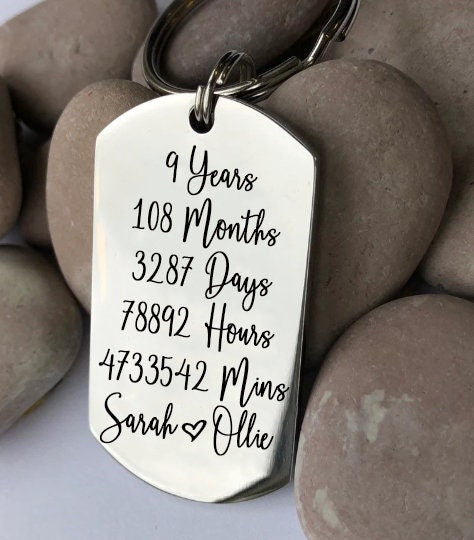 9 Years
108 Months
3287 Days
78892 Hours
4733542 Mins
Sarah ♡ Ollie